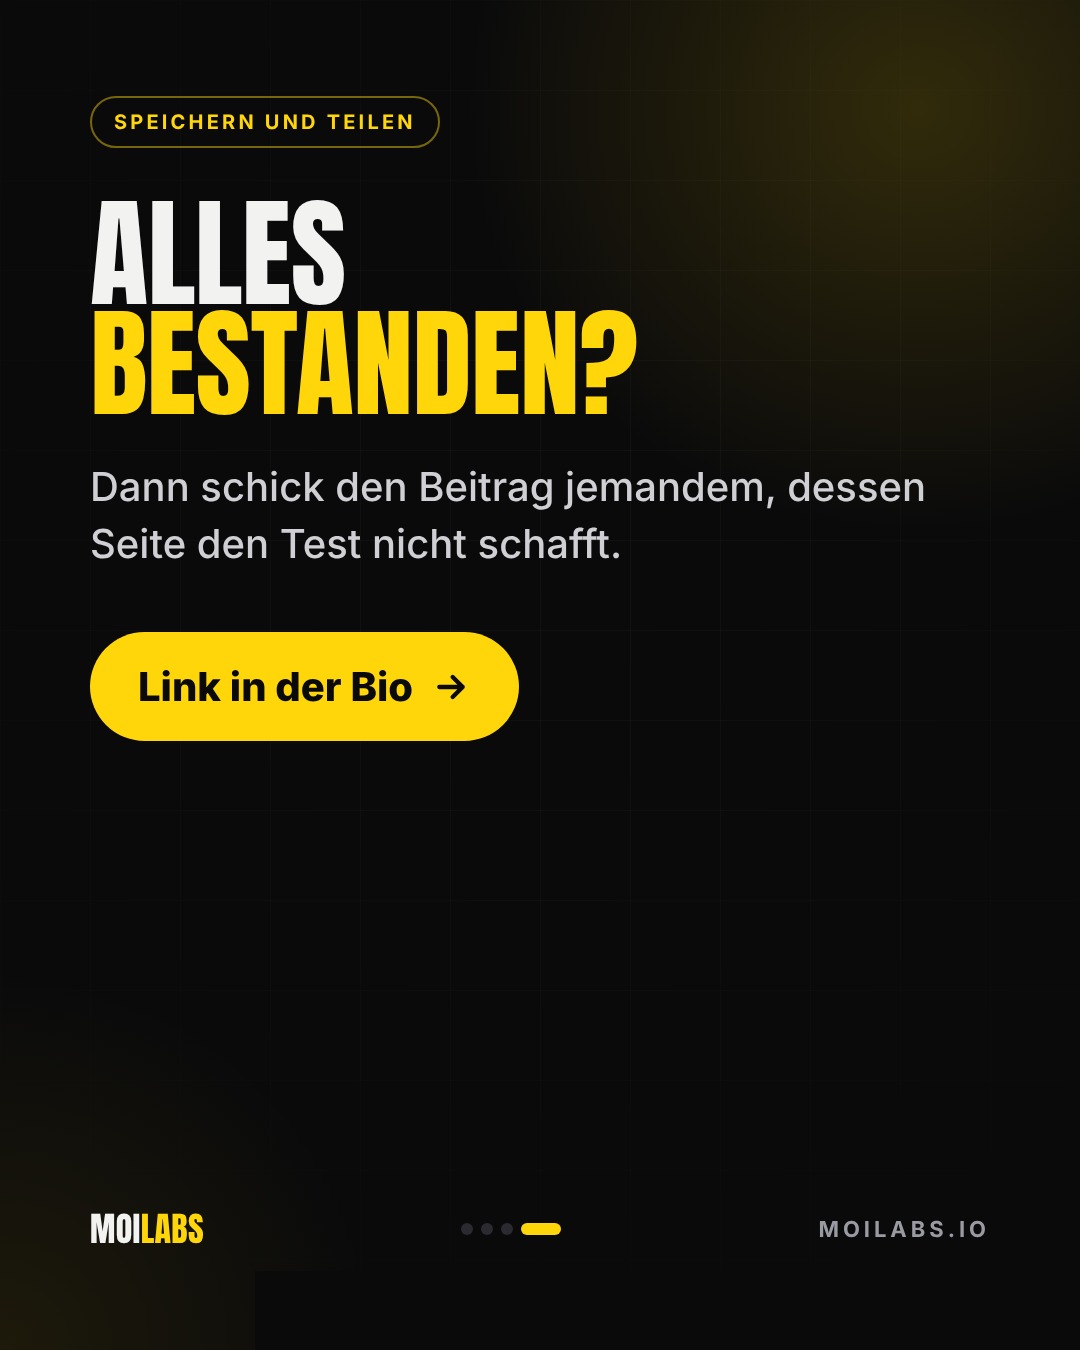 SPEICHERN UND TEILEN
ALLES
BESTANDEN?
Dann schick den Beitrag jemandem, dessen
Seite den Test nicht schafft.
Link in der Bio →
MOILABS
MOILABS.IO